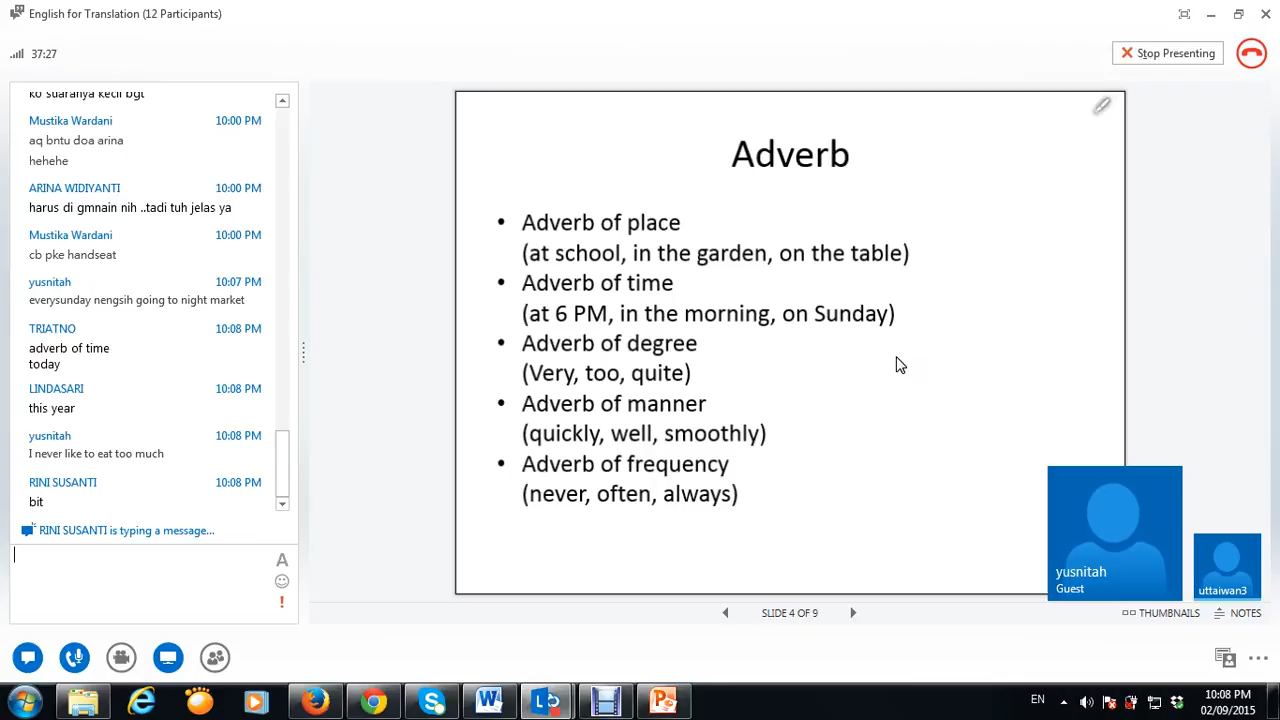 English for Translation (12 Participants)
37:27
Stop Presenting
ko suaranya kecil bgt
Mustika Wardani 10:00 PM
aq bntu doa arina
hehehe
ARINA WIDIYANTI 10:00 PM
harus di gmnain nih ..tadi tuh jelas ya
Mustika Wardani 10:00 PM
cb pke handseat
yusnitah 10:07 PM
everysunday nengsih going to night market
TRIATNO 10:08 PM
adverb of time
today
LINDASARI 10:08 PM
this year
yusnitah 10:08 PM
I never like to eat too much
RINI SUSANTI 10:08 PM
bit
RINI SUSANTI is typing a message...
A
!
Adverb
• Adverb of place
(at school, in the garden, on the table)
• Adverb of time
(at 6 PM, in the morning, on Sunday)
• Adverb of degree
(Very, too, quite)
• Adverb of manner
(quickly, well, smoothly)
• Adverb of frequency
(never, often, always)
yusnitah
Guest
uttaiwan3
SLIDE 4 OF 9
THUMBNAILS
NOTES
EN
10:08 PM
02/09/2015